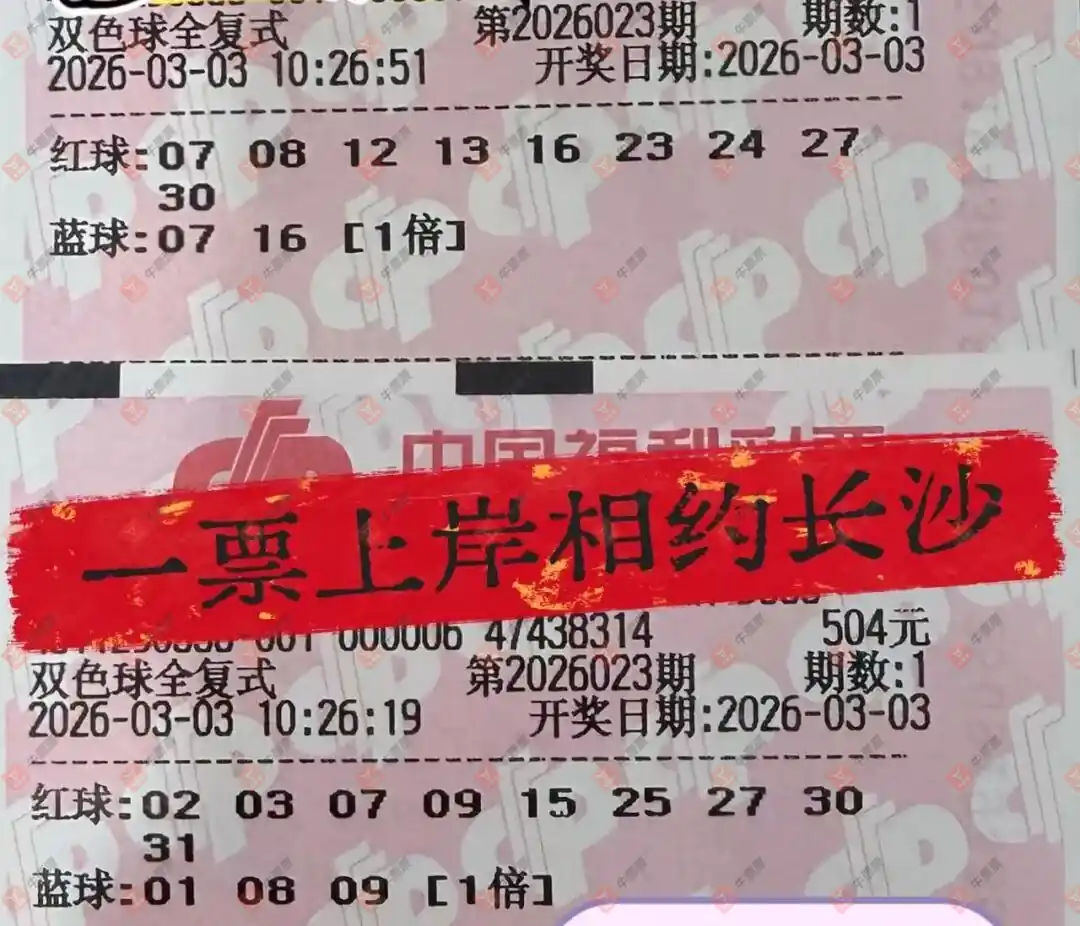 双色球全复式 第2026023期 期数:1
2026-03-03 10:26:51 开奖日期:2026-03-03
红球:07 08 12 13 16 23 24 27
30
蓝球:07 16 [1倍]
中国福利彩票
一票上岸相约长沙
001 000006 47438314 504元
双色球全复式 第2026023期 期数:1
2026-03-03 10:26:19 开奖日期:2026-03-03
红球:02 03 07 09 15 25 27 30
31
蓝球:01 08 09 [1倍]